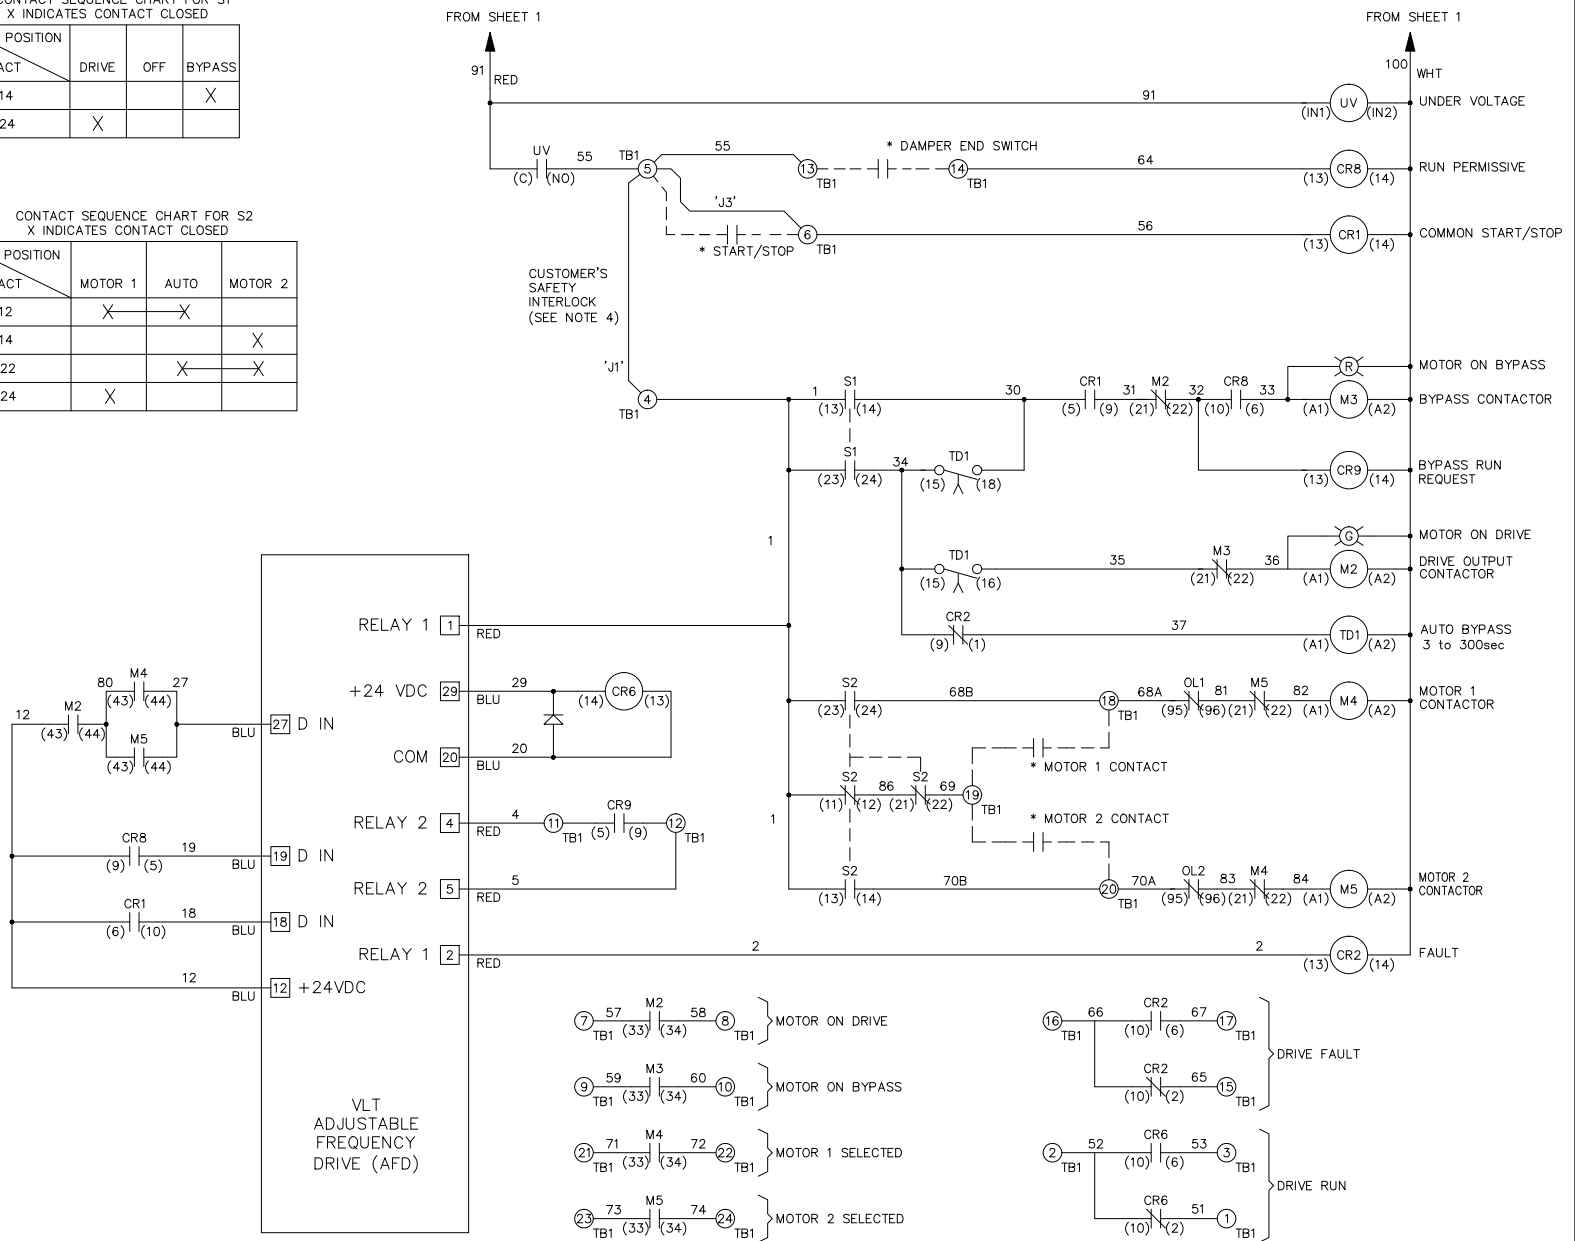 X INDICATES CONTACT CLOSED
POSITION
DRIVE OFF BYPASS
14 X
24 X
CONTACT SEQUENCE CHART FOR S2
X INDICATES CONTACT CLOSED
POSITION
MOTOR 1 AUTO MOTOR 2
12 X X
14 X
22 X X
24 X
FROM SHEET 1
91 RED
FROM SHEET 1
100 WHT
91 (IN1) UV (IN2) UNDER VOLTAGE
UV
(C) (NO) 55 TB1 5 55 13 TB1
* DAMPER END SWITCH
14 TB1 64 (13) CR8 (14) RUN PERMISSIVE
'J3'
* START/STOP
6 TB1 56 (13) CR1 (14) COMMON START/STOP
CUSTOMER'S
SAFETY
INTERLOCK
(SEE NOTE 4)
'J1'
TB1 4
R MOTOR ON BYPASS
1 S1 (13) (14) 30 CR1 (5) (9) 31 M2 (21) (22) 32 CR8 (10) (6) 33 (A1) M3 (A2) BYPASS CONTACTOR
S1 (23) (24) 34 TD1 (15) (18) (13) CR9 (14) BYPASS RUN
REQUEST
1
G MOTOR ON DRIVE
TD1 (15) (16) 35 M3 (21) (22) 36 (A1) M2 (A2) DRIVE OUTPUT
CONTACTOR
CR2 (9) (1) 37 (A1) TD1 (A2) AUTO BYPASS
3 to 300sec
S2 (23) (24) 68B 18 TB1 68A OL1 (95) (96) 81 M5 (21) (22) 82 (A1) M4 (A2) MOTOR 1
CONTACTOR
* MOTOR 1 CONTACT
S2 (11) (12) 86 S2 (21) (22) 69 19 TB1
1
* MOTOR 2 CONTACT
S2 (13) (14) 70B 20 TB1 70A OL2 (95) (96) 83 M4 (21) (22) 84 (A1) M5 (A2) MOTOR 2
CONTACTOR
2 2 (13) CR2 (14) FAULT
RELAY 1 1 RED
+24 VDC 29 BLU 29 (14) CR6 (13)
COM 20 BLU 20
RELAY 2 4 RED 4 11 TB1 CR9 (5) (9) 12 TB1
RELAY 2 5 RED 5
RELAY 1 2 RED
12 M2 (43) (44) 80 M4 (43) (44) 27
M5 (43) (44)
BLU 27 D IN
CR8 (9) (5) 19 BLU 19 D IN
CR1 (6) (10) 18 BLU 18 D IN
12 BLU 12 +24VDC
VLT
ADJUSTABLE
FREQUENCY
DRIVE (AFD)
7 TB1 57 M2 (33) (34) 58 8 TB1 MOTOR ON DRIVE
9 TB1 59 M3 (33) (34) 60 10 TB1 MOTOR ON BYPASS
21 TB1 71 M4 (33) (34) 72 22 TB1 MOTOR 1 SELECTED
23 TB1 73 M5 (33) (34) 74 24 TB1 MOTOR 2 SELECTED
16 TB1 66 CR2 (10) (6) 67 17 TB1
DRIVE FAULT
CR2 (10) (2) 65 15 TB1
2 TB1 52 CR6 (10) (6) 53 3 TB1
DRIVE RUN
CR6 (10) (2) 51 1 TB1